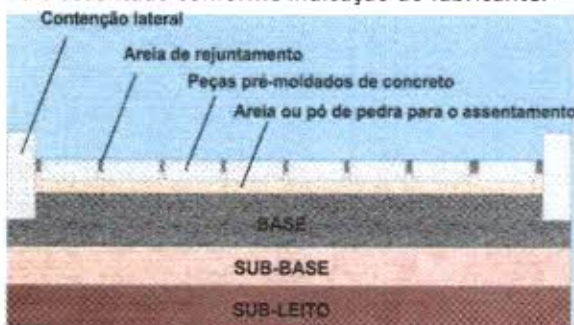 Contenção lateral
Areia de rejuntamento
Peças pré-moldados de concreto
Areia ou pó de pedra para o assentamento
BASE
SUB-BASE
SUB-LEITO